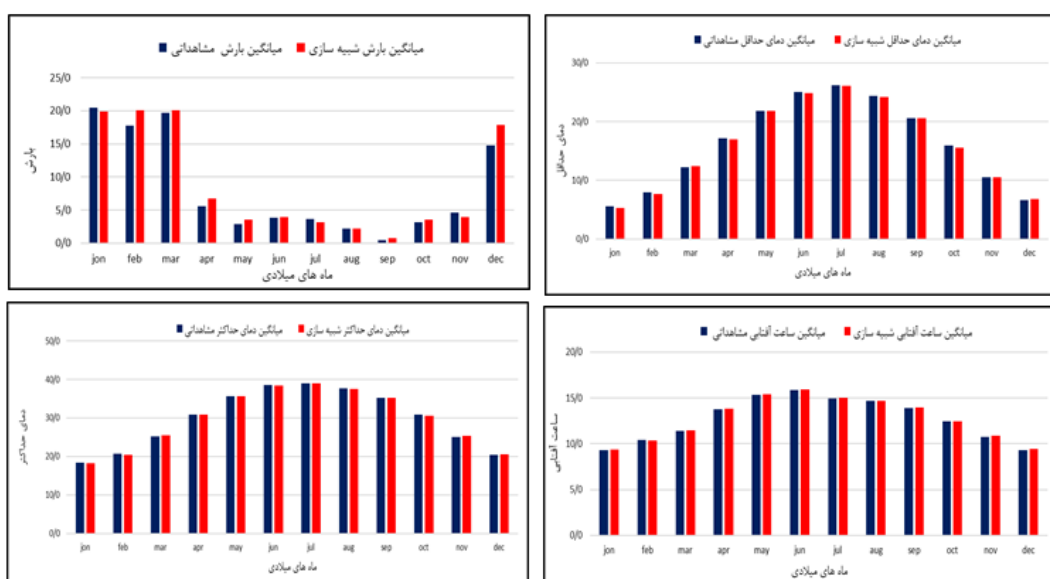 میانگین بارش مشاهداتی میانگین بارش شبیه سازی
25/0
20/0
15/0
10/0
5/0
0/0
بارش
jon feb mar apr may jun jul aug sep oct nov dec
ماه های میلادی
میانگین دمای حداقل مشاهداتی میانگین دمای حداقل شبیه سازی
30/0
20/0
10/0
0/0
دمای حداقل
jon feb mar apr may jun jul aug sep oct nov dec
ماه های میلادی
میانگین دمای حداکثر مشاهداتی میانگین دمای حداکثر شبیه سازی
50/0
40/0
30/0
20/0
10/0
0/0
دمای حداکثر
jon feb mar apr may jun jul aug sep oct nov dec
ماه های میلادی
میانگین ساعت آفتابی مشاهداتی میانگین ساعت آفتابی شبیه سازی
20/0
15/0
10/0
5/0
0/0
ساعت آفتابی
jon feb mar apr may jun jul aug sep oct nov dec
ماه های میلادی